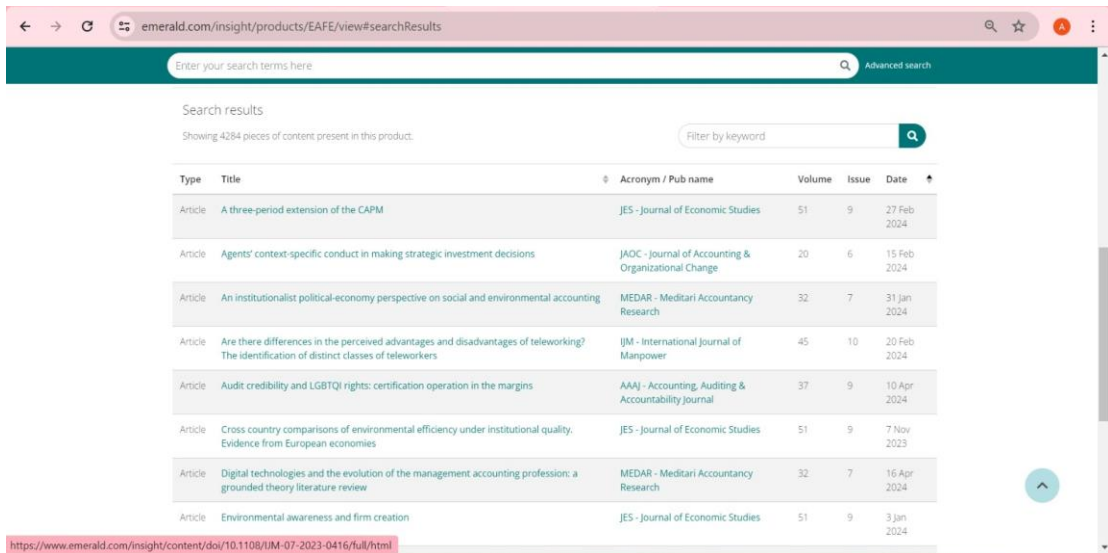 emerald.com/insight/products/EAFE/view#searchResults
A
Enter your search terms here
Advanced search
Search results
Showing 4284 pieces of content present in this product.
Filter by keyword
Type Title Acronym / Pub name Volume Issue Date
Article A three-period extension of the CAPM JES - Journal of Economic Studies 51 9 27 Feb
2024
Article Agents' context-specific conduct in making strategic investment decisions JAOC - Journal of Accounting & 20 6 15 Feb
Organizational Change 2024
Article An institutionalist political-economy perspective on social and environmental accounting MEDAR - Meditari Accountancy 32 7 31 Jan
Research 2024
Article Are there differences in the perceived advantages and disadvantages of teleworking? IJM - International Journal of 45 10 20 Feb
The identification of distinct classes of teleworkers Manpower 2024
Article Audit credibility and LGBTQI rights: certification operation in the margins AAAJ - Accounting, Auditing & 37 9 10 Apr
Accountability Journal 2024
Article Cross country comparisons of environmental efficiency under institutional quality. JES - Journal of Economic Studies 51 9 7 Nov
Evidence from European economies 2023
Article Digital technologies and the evolution of the management accounting profession: a MEDAR - Meditari Accountancy 32 7 16 Apr
grounded theory literature review Research 2024
Article Environmental awareness and firm creation JES - Journal of Economic Studies 51 9 3 Jan
2024
https://www.emerald.com/insight/content/doi/10.1108/IJM-07-2023-0416/full/html